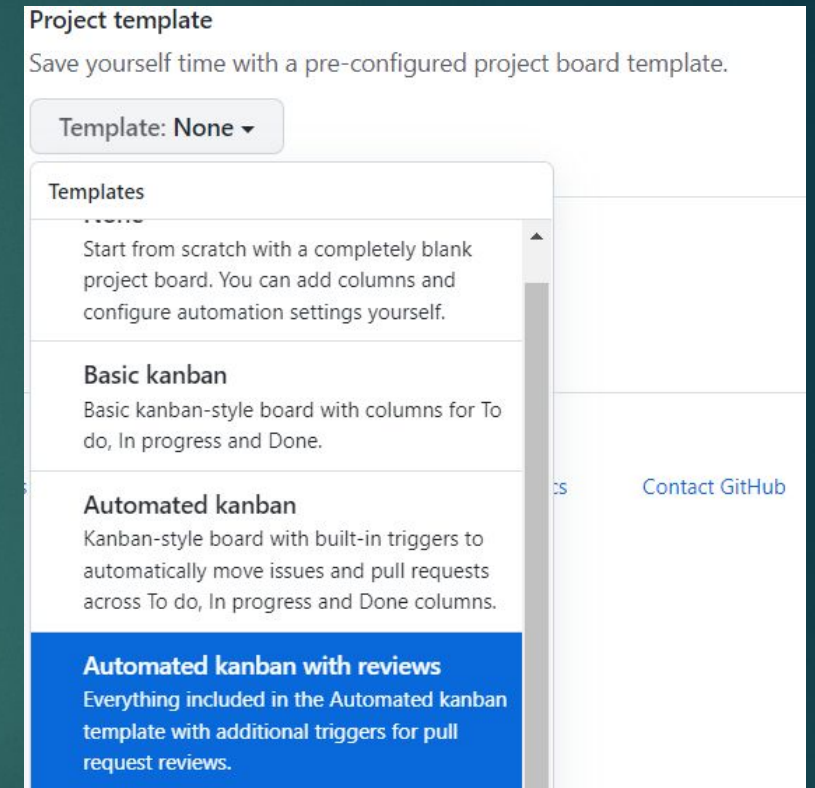 Project template
Save yourself time with a pre-configured project board template.
Template: None
Templates
None
Start from scratch with a completely blank
project board. You can add columns and
configure automation settings yourself.
Basic kanban
Basic kanban-style board with columns for To
do, In progress and Done.
Automated kanban
Kanban-style board with built-in triggers to
automatically move issues and pull requests
across To do, In progress and Done columns.
Contact GitHub
Automated kanban with reviews
Everything included in the Automated kanban
template with additional triggers for pull
request reviews.